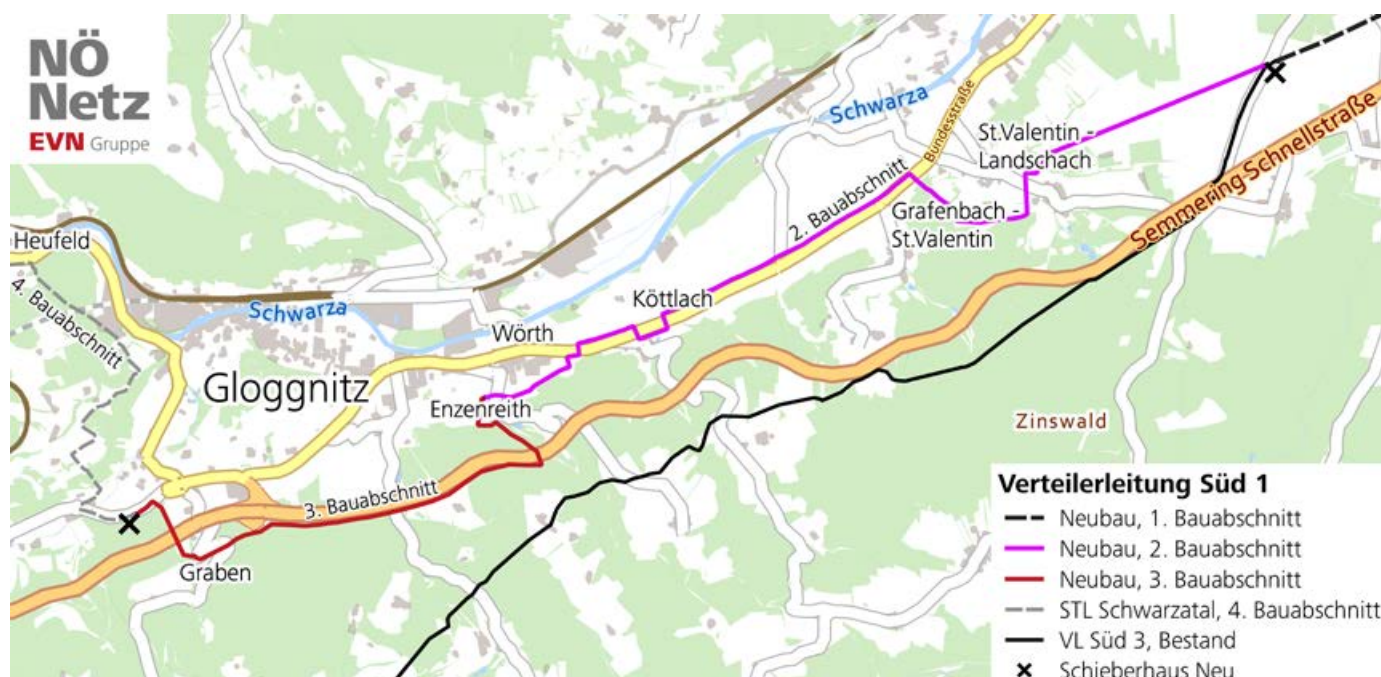 NÖ
Netz
EVN Gruppe
Schwarza
Bundesstraße
St.Valentin -
Landschach
Semmering Schnellstraße
2. Bauabschnitt
Grafenbach -
St.Valentin
Heufeld
4. Bauabschnitt
Schwarza
Köttlach
Wörth
Gloggnitz
Enzenreith
Zinswald
3. Bauabschnitt
Graben
Verteilerleitung Süd 1
Neubau, 1. Bauabschnitt
Neubau, 2. Bauabschnitt
Neubau, 3. Bauabschnitt
STL Schwarzatal, 4. Bauabschnitt
VL Süd 3, Bestand
Schieberhaus Neu